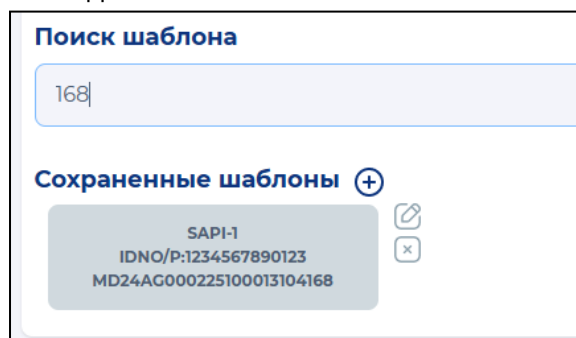 Поиск шаблона
168
Сохраненные шаблоны
SAPI-1
IDNO/P:1234567890123
MD24AG000225100013104168